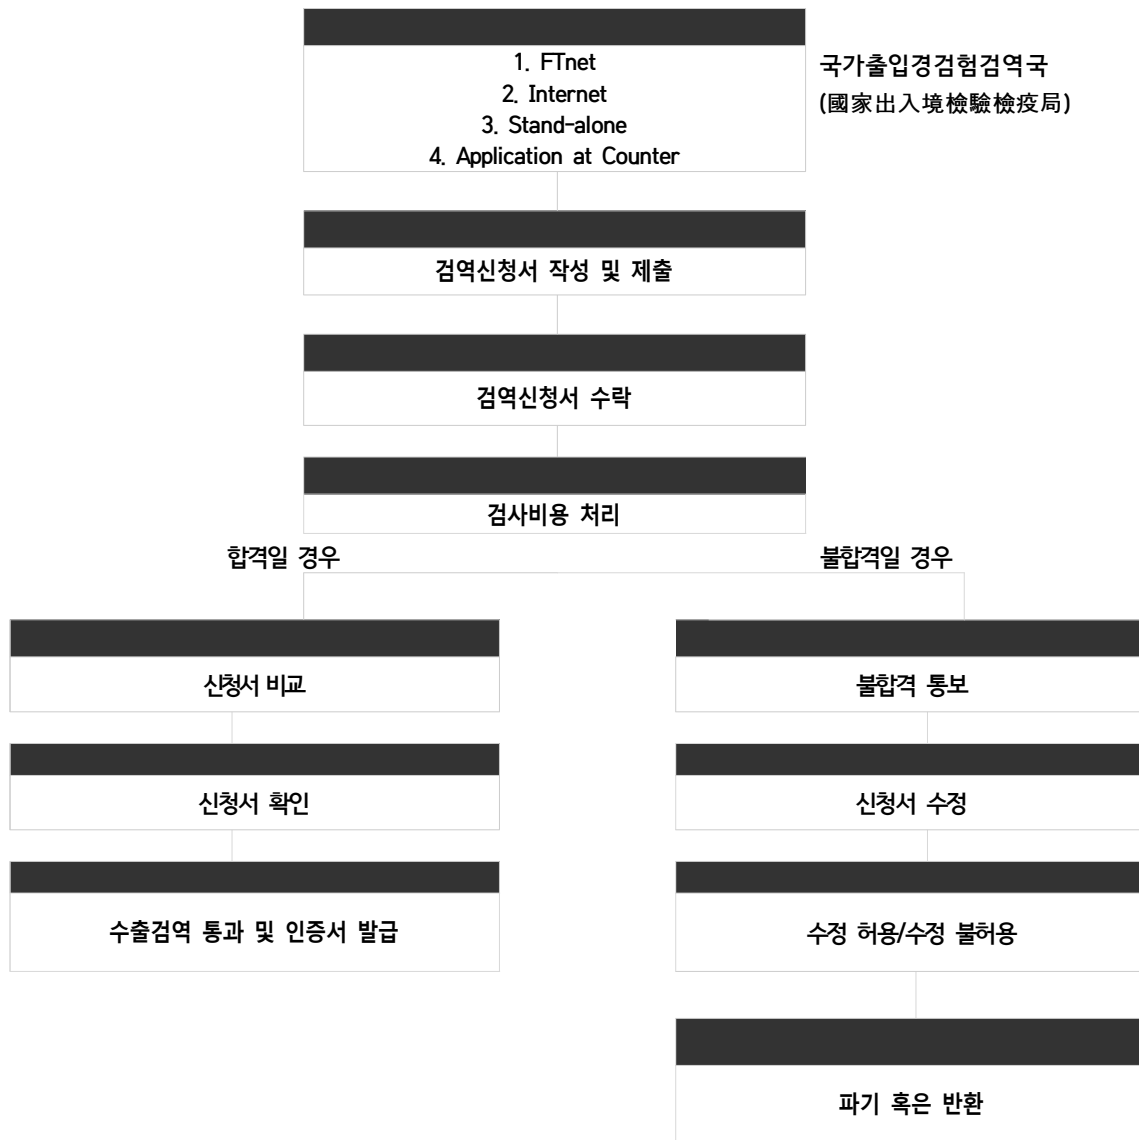 1. FTnet
2. Internet
3. Stand-alone
4. Application at Counter
국가출입경검험검역국
(國家出入境檢驗檢疫局)
검역신청서 작성 및 제출
검역신청서 수락
검사비용 처리
합격일 경우
불합격일 경우
신청서 비교
불합격 통보
신청서 확인
신청서 수정
수출검역 통과 및 인증서 발급
수정 허용/수정 불허용
파기 혹은 반환